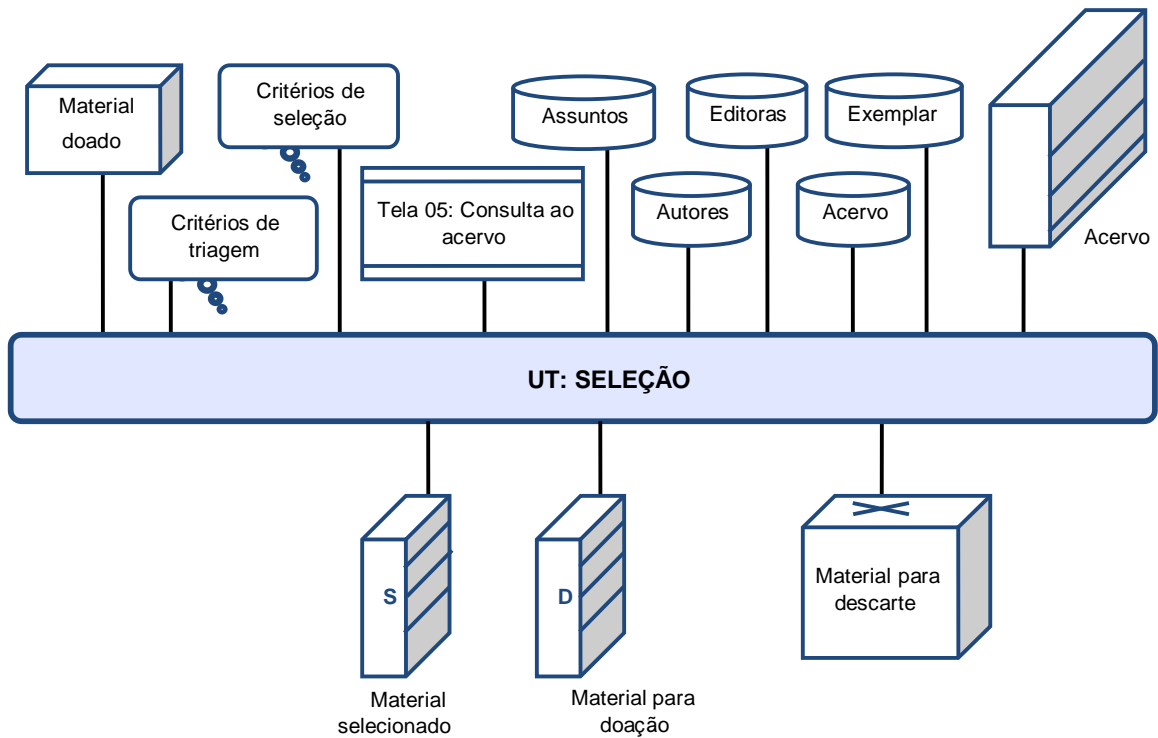 Material
doado
Critérios de
seleção
Critérios de
triagem
Tela 05: Consulta ao
acervo
Assuntos
Autores
Editoras
Acervo
Exemplar
Acervo
UT: SELEÇÃO
S
Material
selecionado
D
Material para
doação
Material para
descarte